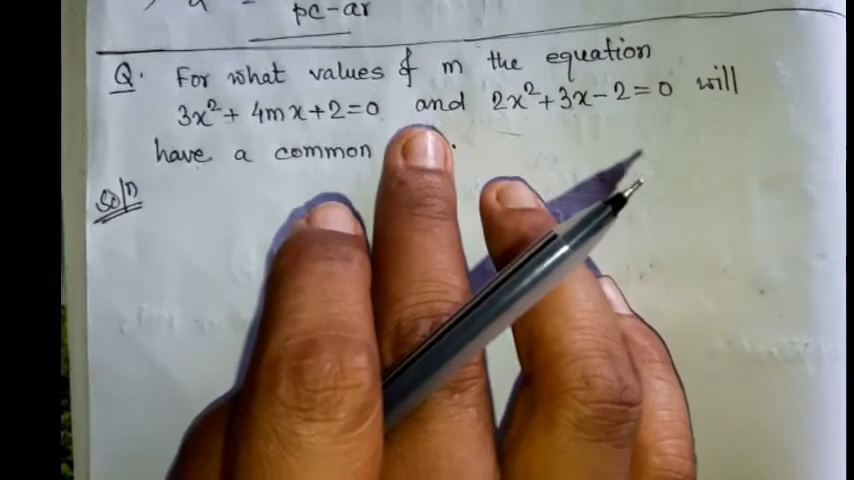 pc-ar
Q. For what values of m the equation
3x²+ 4mx+2=0 and 2x²+3x-2=0 will
have a common
Sol/n